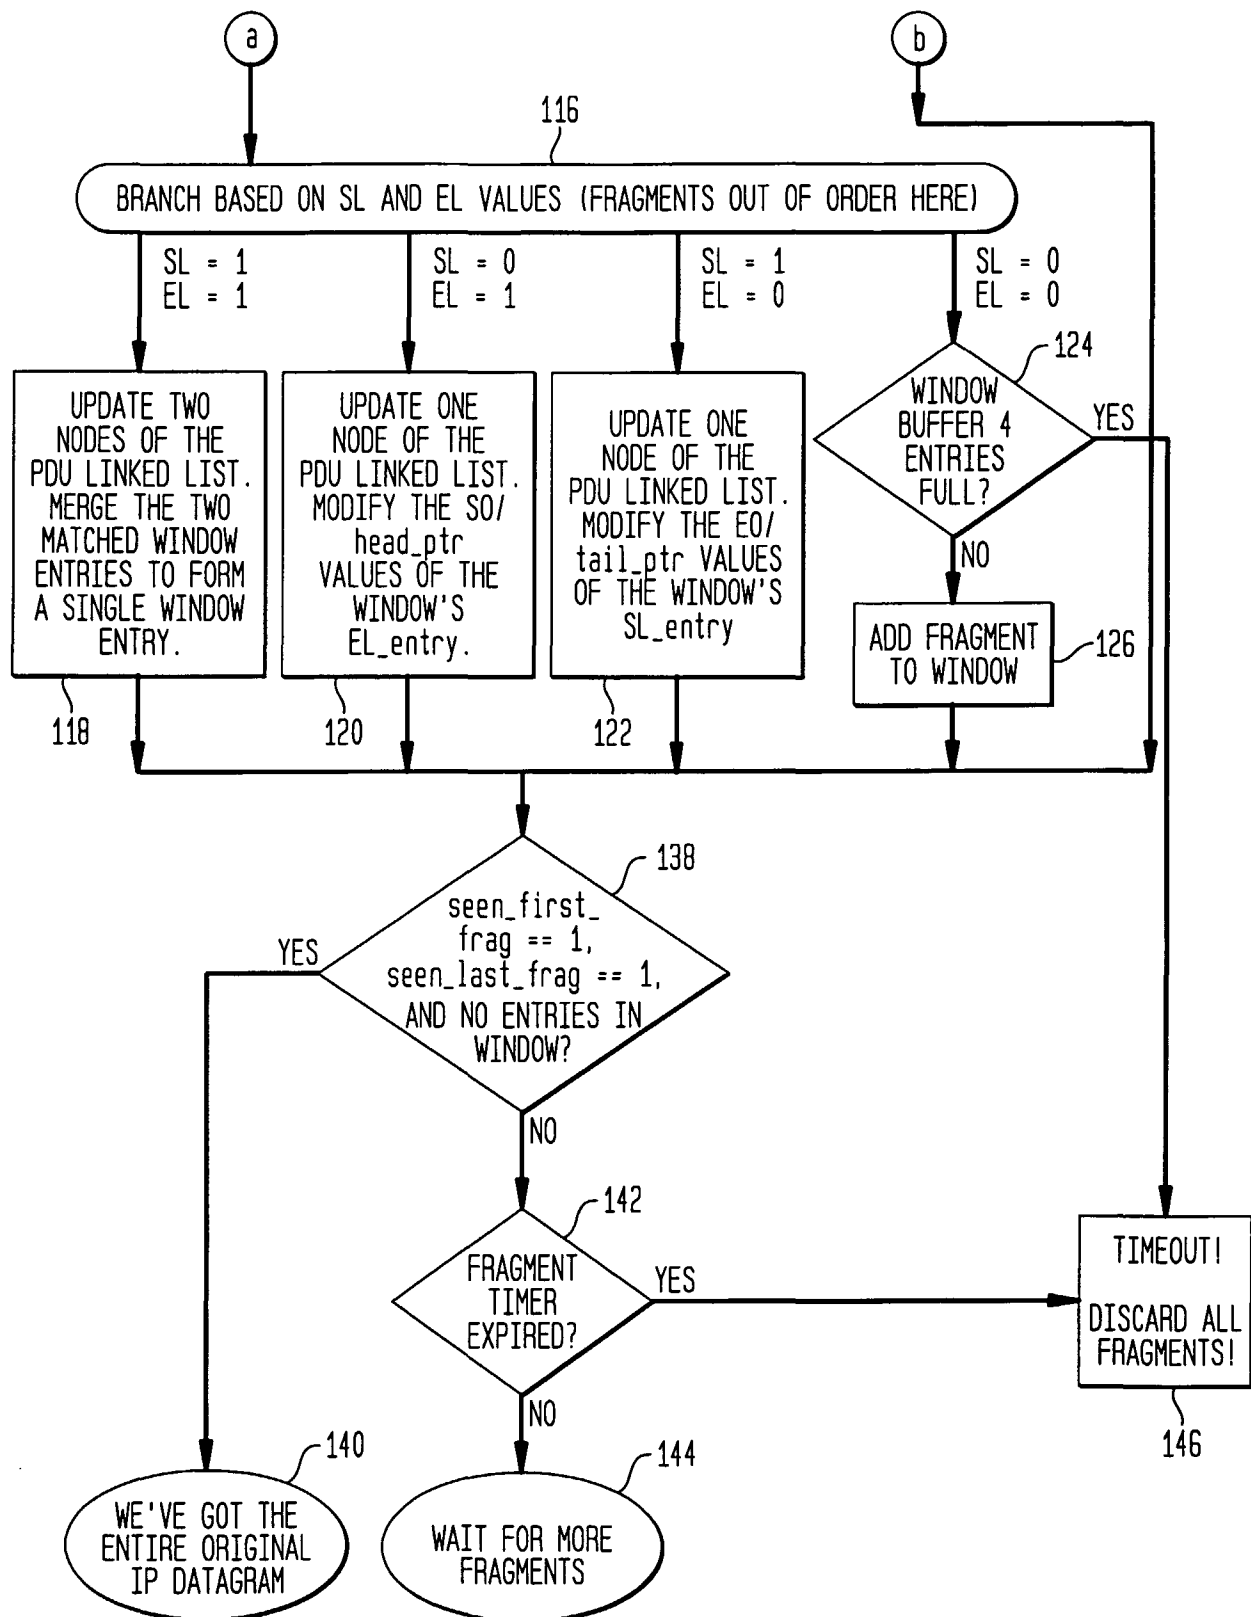 a
b
116
BRANCH BASED ON SL AND EL VALUES (FRAGMENTS OUT OF ORDER HERE)
SL = 1
EL = 1
SL = 0
EL = 1
SL = 1
EL = 0
SL = 0
EL = 0
UPDATE TWO
NODES OF THE
PDU LINKED LIST.
MERGE THE TWO
MATCHED WINDOW
ENTRIES TO FORM
A SINGLE WINDOW
ENTRY.
118
UPDATE ONE
NODE OF THE
PDU LINKED LIST.
MODIFY THE SO/
head_ptr
VALUES OF THE
WINDOW'S
EL_entry.
120
UPDATE ONE
NODE OF THE
PDU LINKED LIST.
MODIFY THE EO/
tail_ptr VALUES
OF THE WINDOW'S
SL_entry
122
124
WINDOW
BUFFER 4
ENTRIES
FULL?
YES
NO
ADD FRAGMENT
TO WINDOW
126
138
seen_first_
frag == 1,
seen_last_frag == 1,
AND NO ENTRIES IN
WINDOW?
YES
NO
142
FRAGMENT
TIMER
EXPIRED?
YES
NO
TIMEOUT!
DISCARD ALL
FRAGMENTS!
146
140
WE'VE GOT THE
ENTIRE ORIGINAL
IP DATAGRAM
144
WAIT FOR MORE
FRAGMENTS